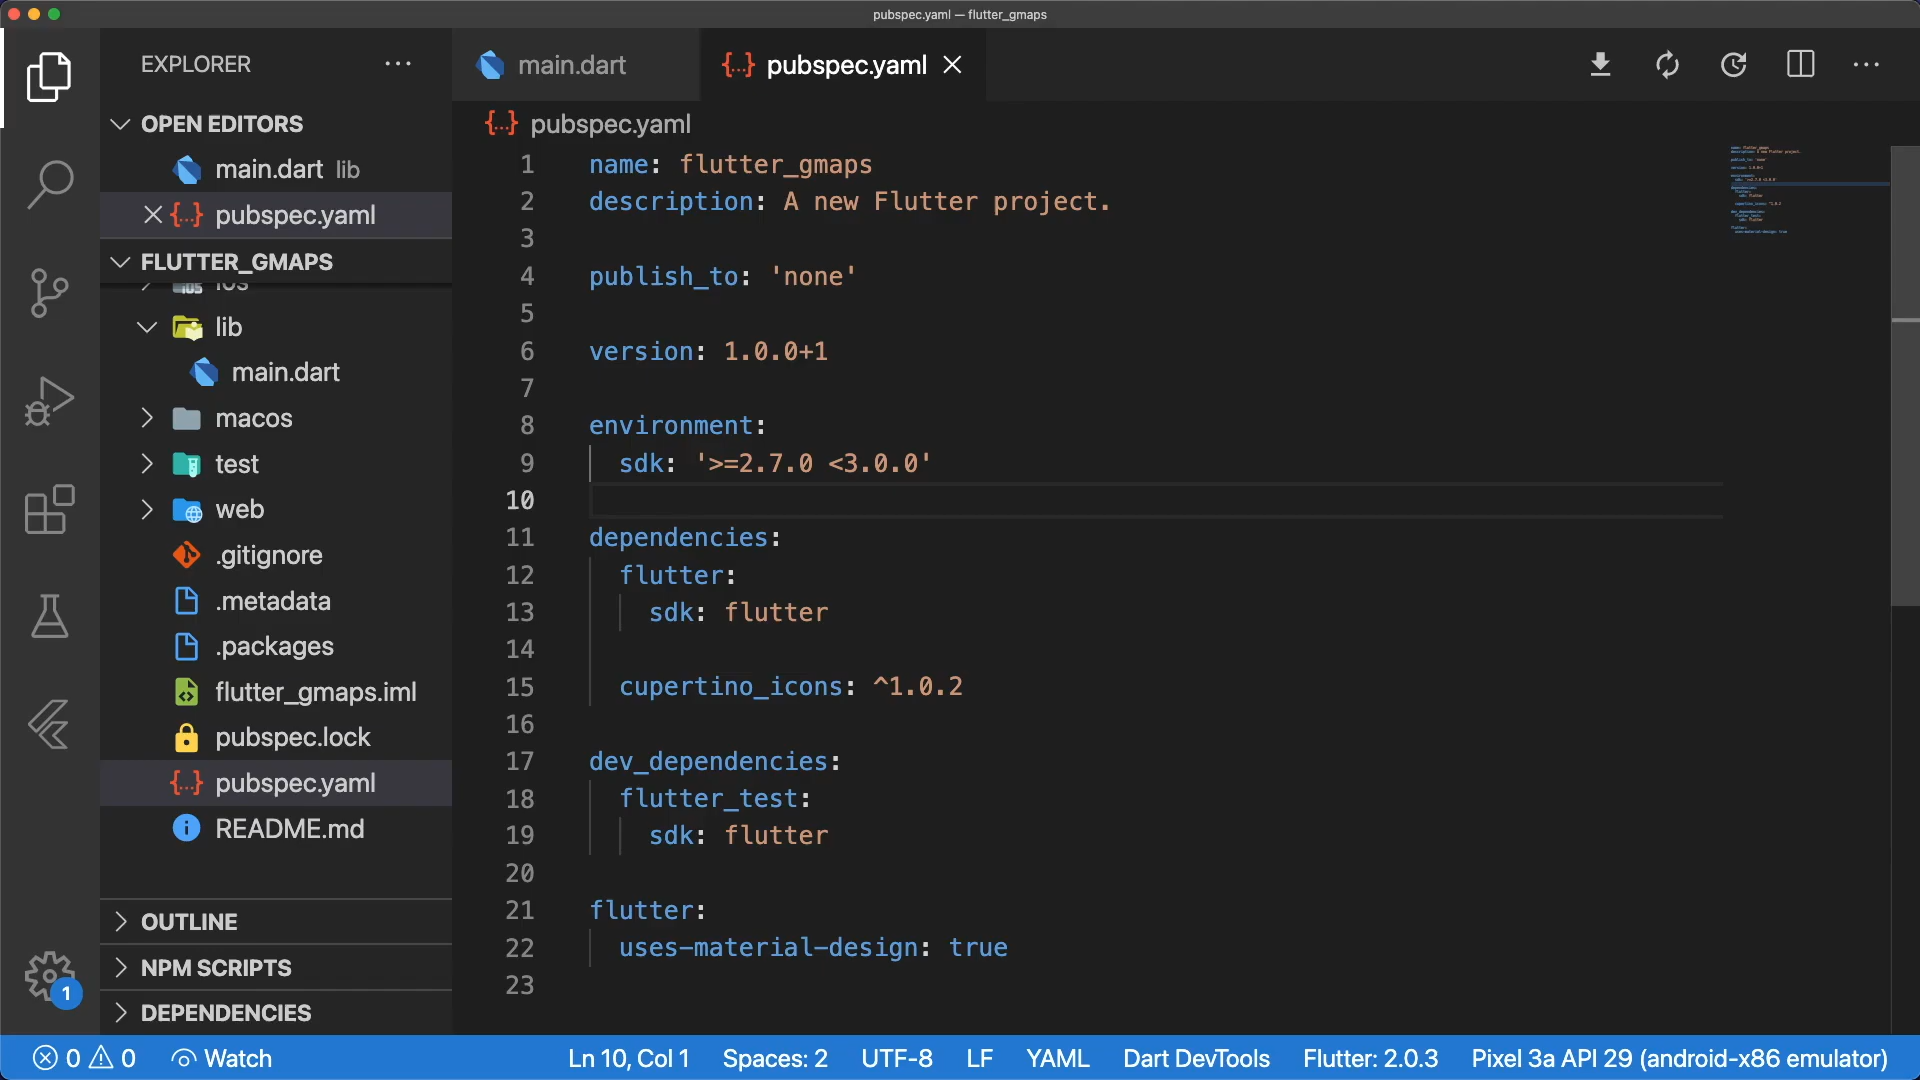 pubspec.yaml — flutter_gmaps
EXPLORER
OPEN EDITORS
main.dart lib
pubspec.yaml
FLUTTER_GMAPS
ios
lib
main.dart
macos
test
web
.gitignore
.metadata
.packages
flutter_gmaps.iml
pubspec.lock
pubspec.yaml
README.md
OUTLINE
NPM SCRIPTS
DEPENDENCIES
1
main.dart
{...} pubspec.yaml
{...} pubspec.yaml
1 name: flutter_gmaps
2 description: A new Flutter project.
3
4 publish_to: 'none'
5
6 version: 1.0.0+1
7
8 environment:
9 sdk: '>=2.7.0 <3.0.0'
10
11 dependencies:
12 flutter:
13 sdk: flutter
14
15 cupertino_icons: ^1.0.2
16
17 dev_dependencies:
18 flutter_test:
19 sdk: flutter
20
21 flutter:
22 uses-material-design: true
23
0 0 Watch Ln 10, Col 1 Spaces: 2 UTF-8 LF YAML Dart DevTools Flutter: 2.0.3 Pixel 3a API 29 (android-x86 emulator)